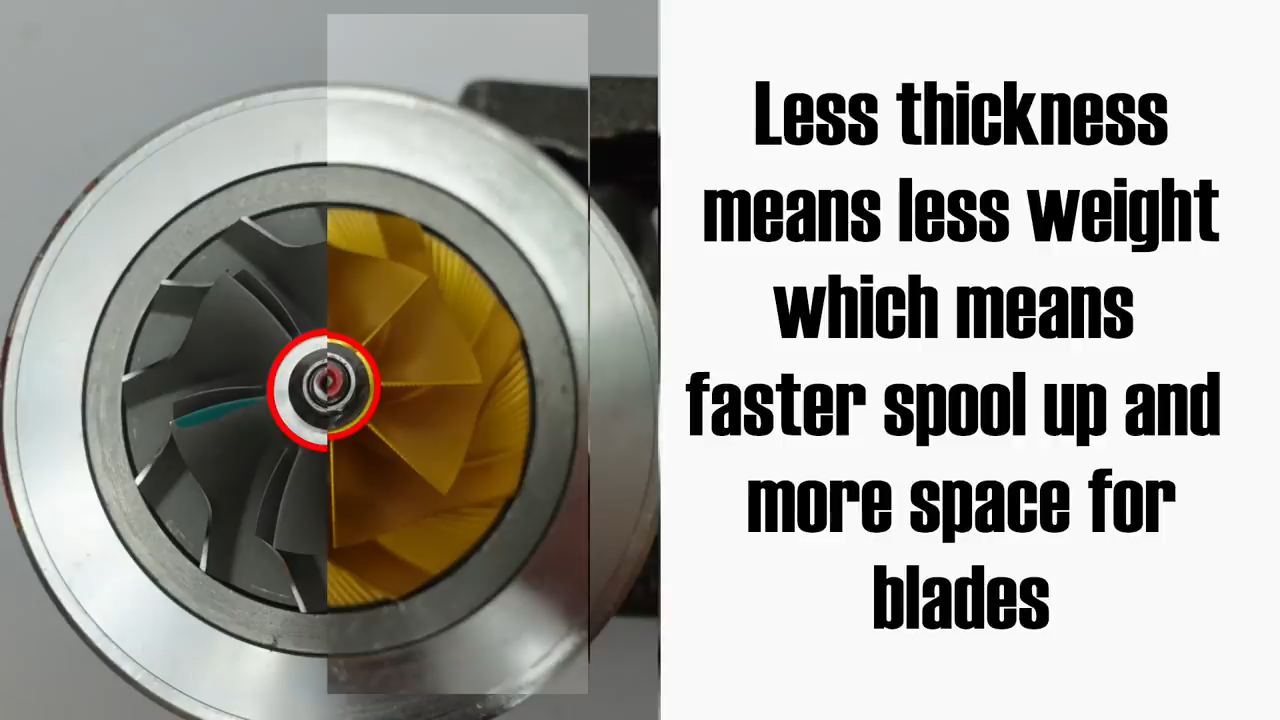 Less thickness
means less weight
which means
faster spool up and
more space for
blades